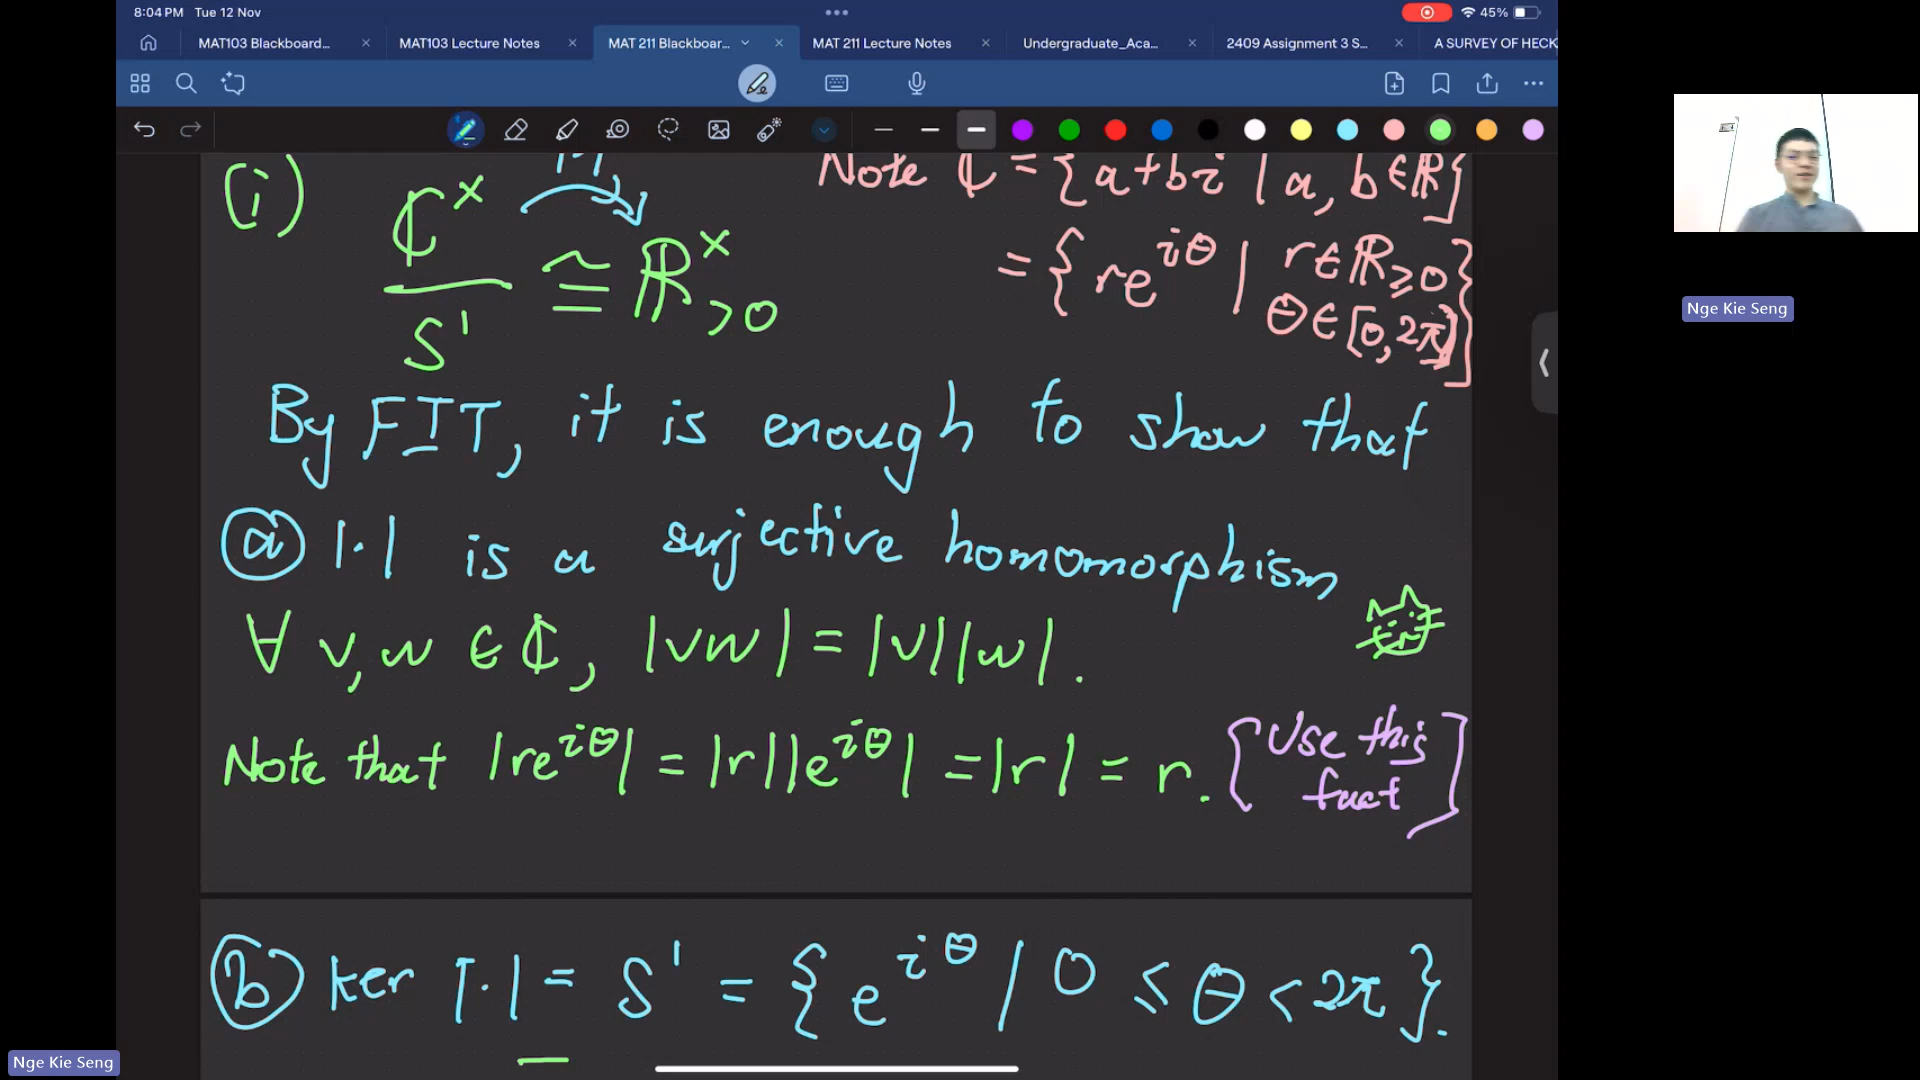 8:04 PM Tue 12 Nov
45%
MAT103 Blackboard...
MAT103 Lecture Notes
MAT 211 Blackboar...
MAT 211 Lecture Notes
Undergraduate_Aca...
2409 Assignment 3 S...
A SURVEY OF HECK
(i) ℂ^× / S¹ ≅ ℝ^×_{>0}
|·|
Note ℂ = {a+bi | a, b ∈ ℝ}
= {re^{iθ} | r ∈ ℝ_{≥0} θ ∈ [0, 2π)}
By FIT, it is enough to show that
ⓐ |·| is a surjective homomorphism
∀ v, w ∈ ℂ, |vw| = |v||w|.
Note that |re^{iθ}| = |r||e^{iθ}| = |r| = r. [Use this fact]
ⓑ ker |·| = S¹ = {e^{iθ} | 0 ≤ θ < 2π}.
Nge Kie Seng
Nge Kie Seng